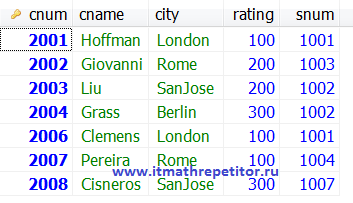 cnum cname city rating snum
2001 Hoffman London 100 1001
2002 Giovanni Rome 200 1003
2003 Liu SanJose 200 1002
2004 Grass Berlin 300 1002
2006 Clemens London 100 1001
2007 Pereira Rome 100 1004
www.itmathrepetitor.ru
2008 Cisneros SanJose 300 1007